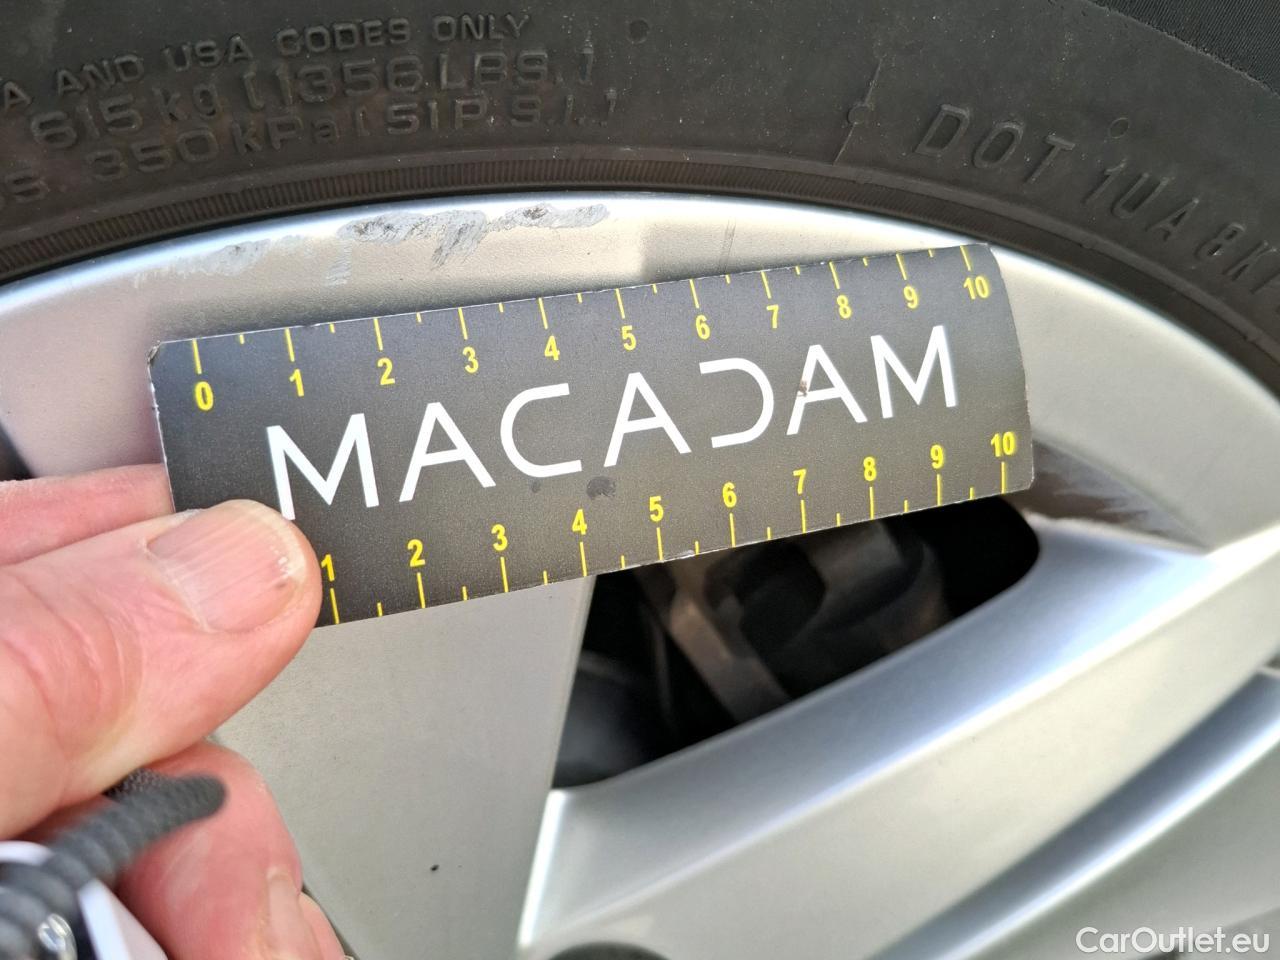 A AND USA CODES ONLY
615 kg (1356 LBS.)
350 kPa (51 P.S.I.)
DOT 1UA 8K
0 1 2 3 4 5 6 7 8 9 10
MACADAM
1 2 3 4 5 6 7 8 9 10
CarOutlet.eu